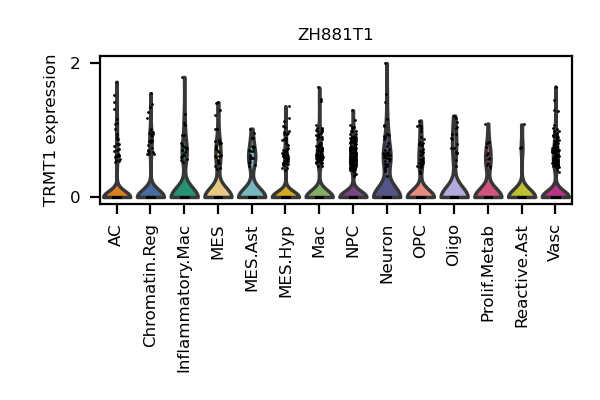 ZH881T1
TRMT1 expression
2
0
AC
Chromatin.Reg
Inflammatory.Mac
MES
MES.Ast
MES.Hyp
Mac
NPC
Neuron
OPC
Oligo
Prolif.Metab
Reactive.Ast
Vasc